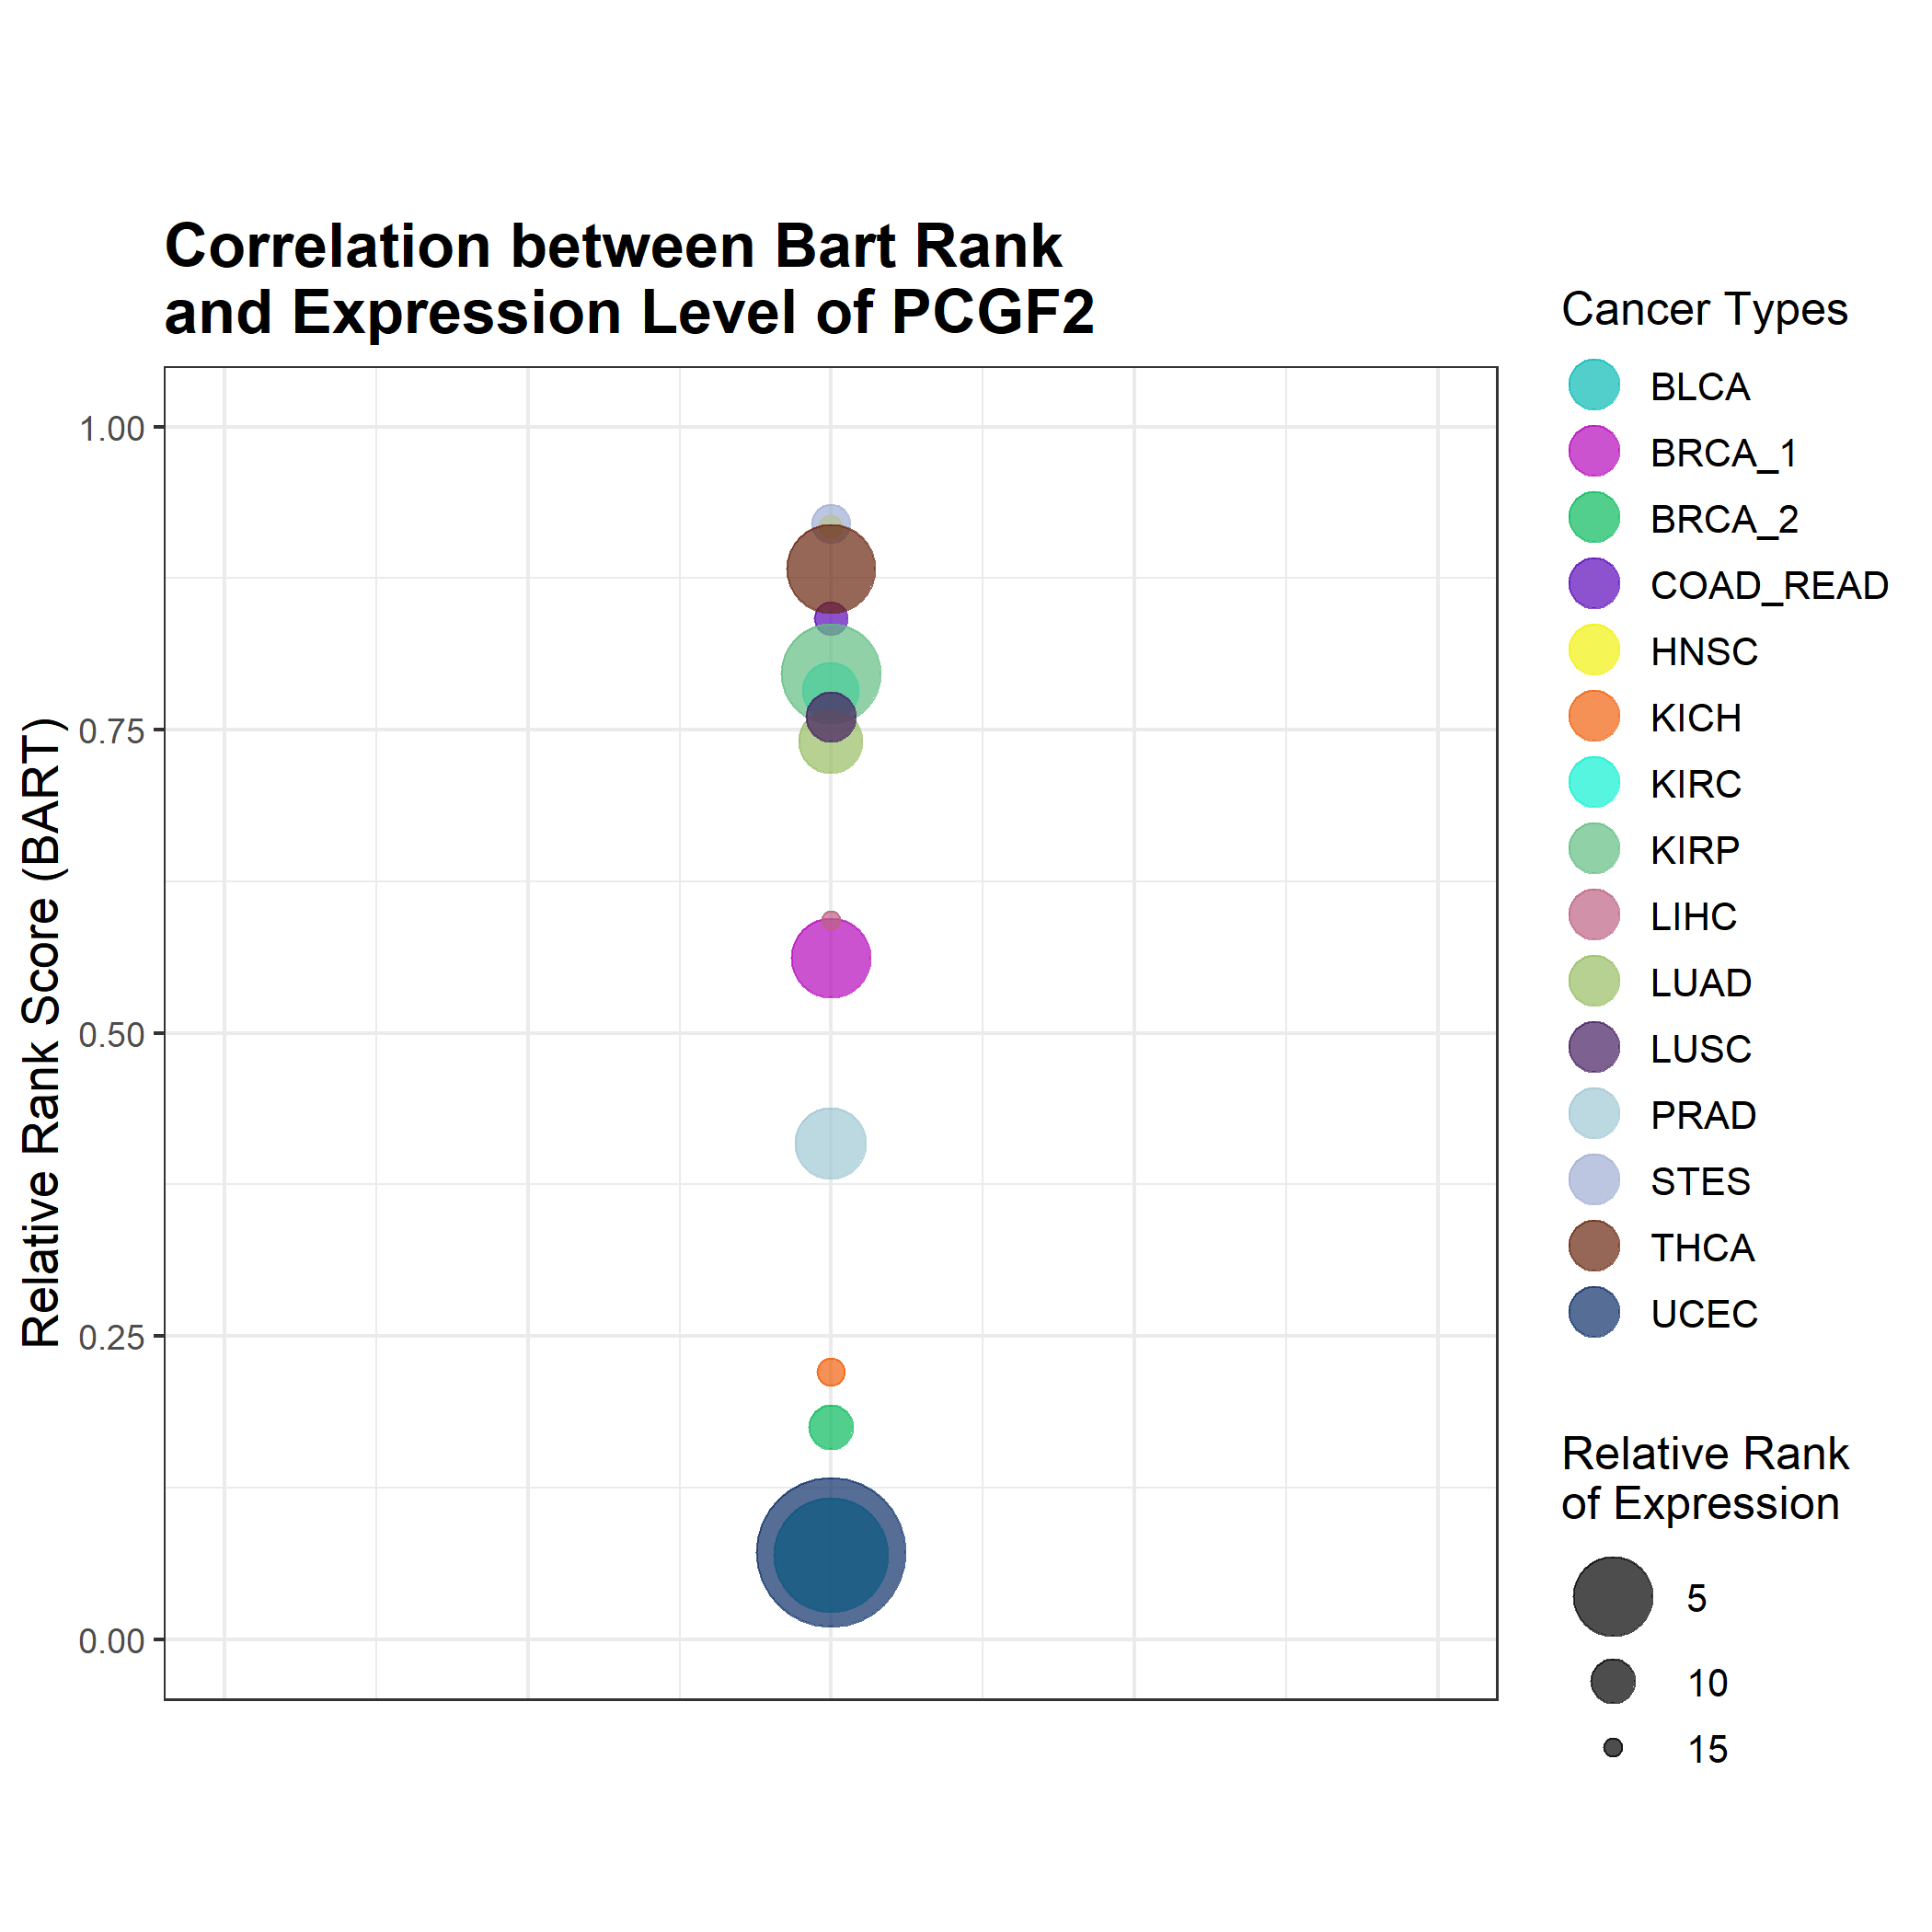 Correlation between Bart Rank
and Expression Level of PCGF2
Relative Rank Score (BART)
1.00
0.75
0.50
0.25
0.00
Cancer Types
BLCA
BRCA_1
BRCA_2
COAD_READ
HNSC
KICH
KIRC
KIRP
LIHC
LUAD
LUSC
PRAD
STES
THCA
UCEC
Relative Rank
of Expression
5
10
15